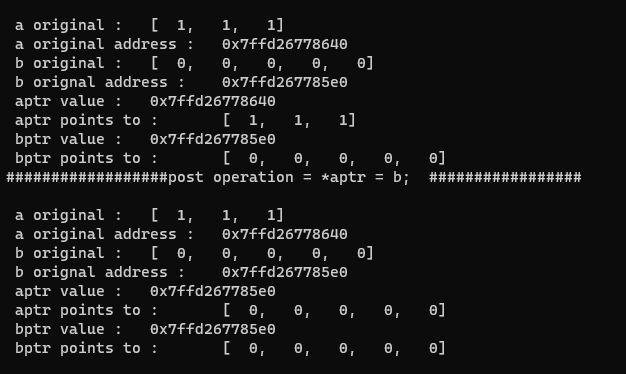 a original :   [  1,   1,   1]
a original address :   0x7ffd26778640
b original :   [  0,   0,   0,   0,   0]
b orignal address :    0x7ffd267785e0
aptr value :   0x7ffd26778640
aptr points to :       [  1,   1,   1]
bptr value :   0x7ffd267785e0
bptr points to :       [  0,   0,   0,   0,   0]
##################post operation = *aptr = b;  #################
a original :   [  1,   1,   1]
a original address :   0x7ffd26778640
b original :   [  0,   0,   0,   0,   0]
b orignal address :    0x7ffd267785e0
aptr value :   0x7ffd267785e0
aptr points to :       [  0,   0,   0,   0,   0]
bptr value :   0x7ffd267785e0
bptr points to :       [  0,   0,   0,   0,   0]